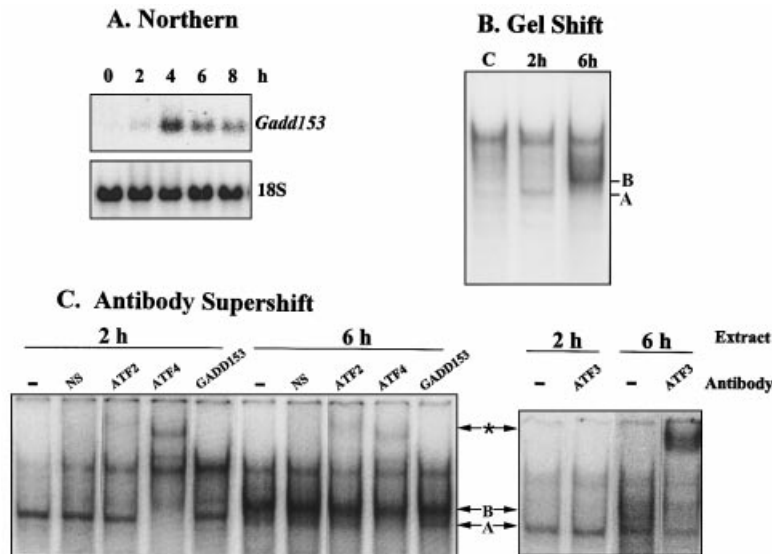 A. Northern
0 2 4 6 8 h
Gadd153
18S
B. Gel Shift
C 2h 6h
B
A
C. Antibody Supershift
2 h 6 h
- NS ATF2 ATF4 GADD153 - NS ATF2 ATF4 GADD153
*
B
A
2 h 6 h Extract
- ATF3 - ATF3 Antibody